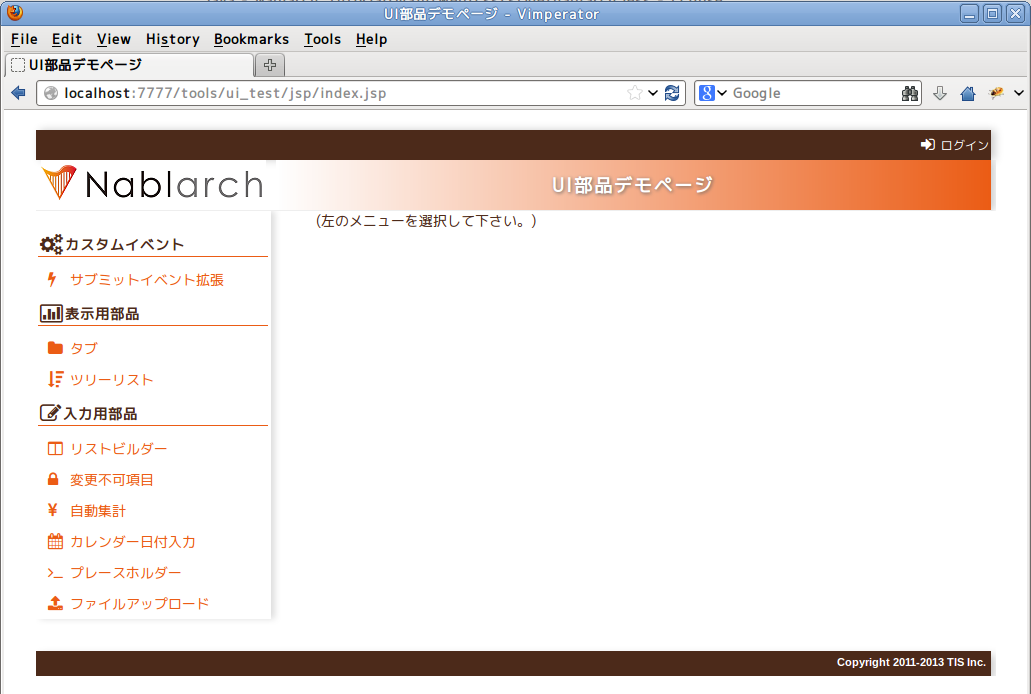 UI部品デモページ - Vimperator
File Edit View History Bookmarks Tools Help
UI部品デモページ
localhost:7777/tools/ui_test/jsp/index.jsp
Google
ログイン
Nablarch
UI部品デモページ
(左のメニューを選択して下さい。)
カスタムイベント
サブミットイベント拡張
表示用部品
タブ
ツリーリスト
入力用部品
リストビルダー
変更不可項目
自動集計
カレンダー日付入力
プレースホルダー
ファイルアップロード
Copyright 2011-2013 TIS Inc.